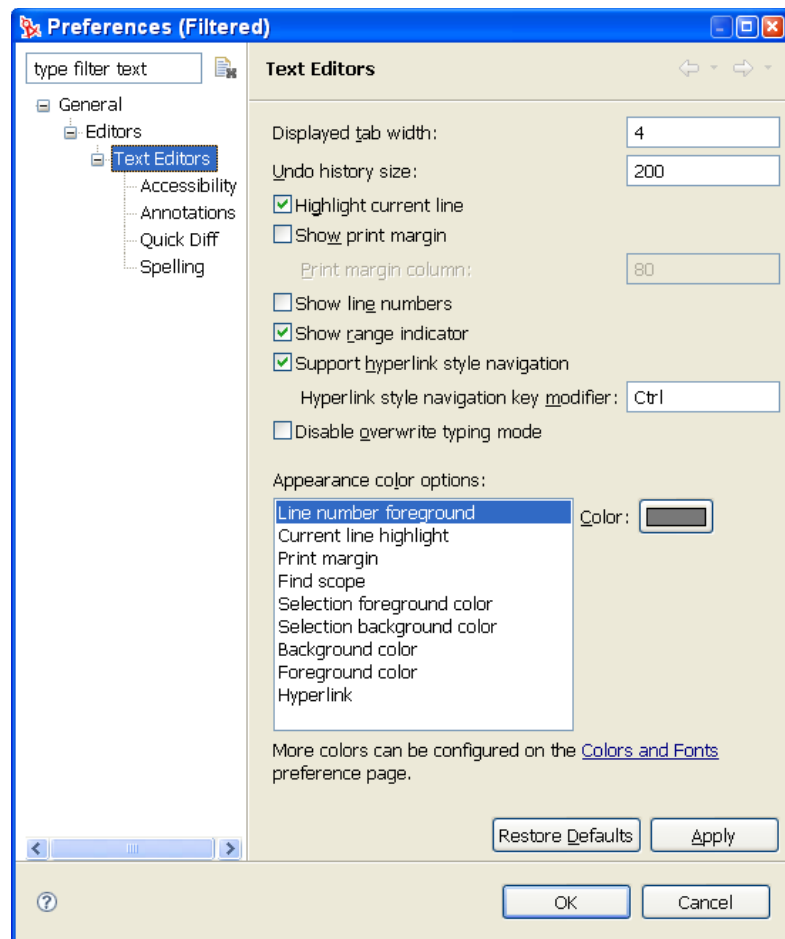 Preferences (Filtered)
type filter text
General
Editors
Text Editors
Accessibility
Annotations
Quick Diff
Spelling
Text Editors
Displayed tab width: 4
Undo history size: 200
Highlight current line
Show print margin
Print margin column: 80
Show line numbers
Show range indicator
Support hyperlink style navigation
Hyperlink style navigation key modifier: Ctrl
Disable overwrite typing mode
Appearance color options:
Line number foreground
Current line highlight
Print margin
Find scope
Selection foreground color
Selection background color
Background color
Foreground color
Hyperlink
Color:
More colors can be configured on the Colors and Fonts
preference page.
Restore Defaults Apply
? OK Cancel